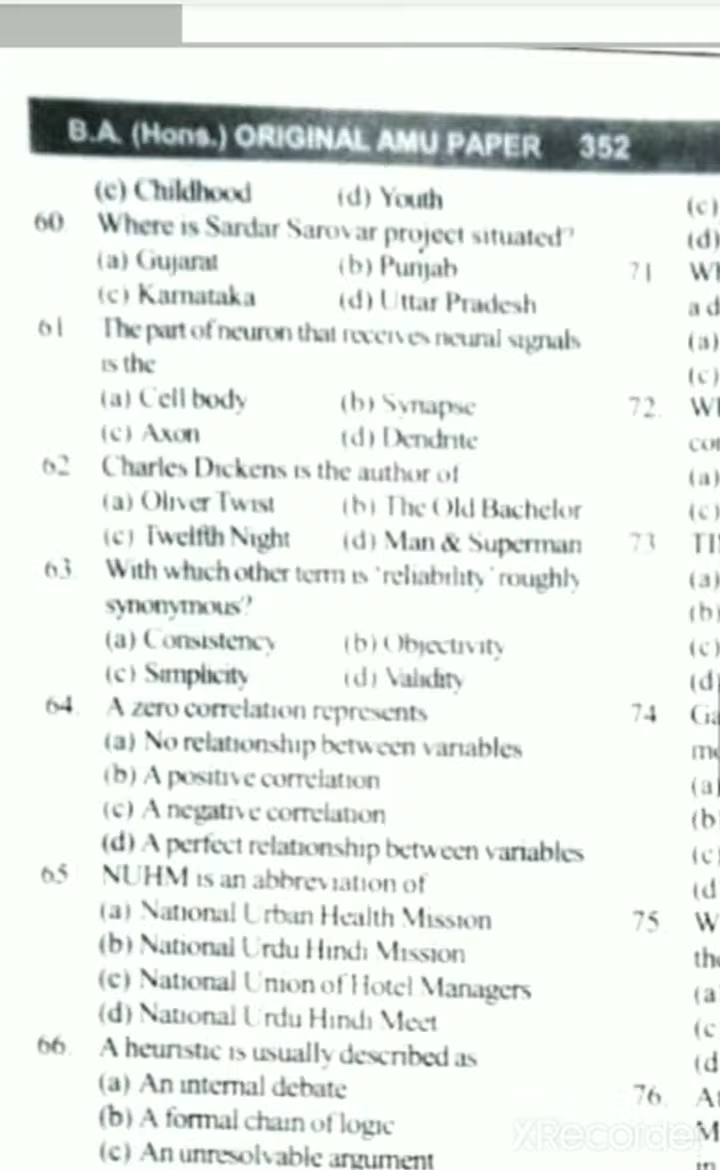 B.A. (Hons.) ORIGINAL AMU PAPER 352
(c) Childhood (d) Youth
60. Where is Sardar Sarovar project situated?
(a) Gujarat (b) Punjab
(c) Karnataka (d) Uttar Pradesh
61 The part of neuron that receives neural signals
is the
(a) Cell body (b) Synapse
(c) Axon (d) Dendrite
62 Charles Dickens is the author of
(a) Oliver Twist (b) The Old Bachelor
(c) Twelfth Night (d) Man & Superman
63. With which other term is 'reliability' roughly
synonymous?
(a) Consistency (b) Objectivity
(c) Simplicity (d) Validity
64. A zero correlation represents
(a) No relationship between variables
(b) A positive correlation
(c) A negative correlation
(d) A perfect relationship between variables
65 NUHM is an abbreviation of
(a) National Urban Health Mission
(b) National Urdu Hindi Mission
(c) National Union of Hotel Managers
(d) National Urdu Hindi Meet
66. A heuristic is usually described as
(a) An internal debate
(b) A formal chain of logic
(c) An unresolvable argument
(c)
(d)
71
a d
(a)
(c)
72.
(a)
(c)
73
(a)
(b)
(c)
(d)
74
(a)
(b
(c
(d
75.
(a
(c
(d
76.
XRecorder